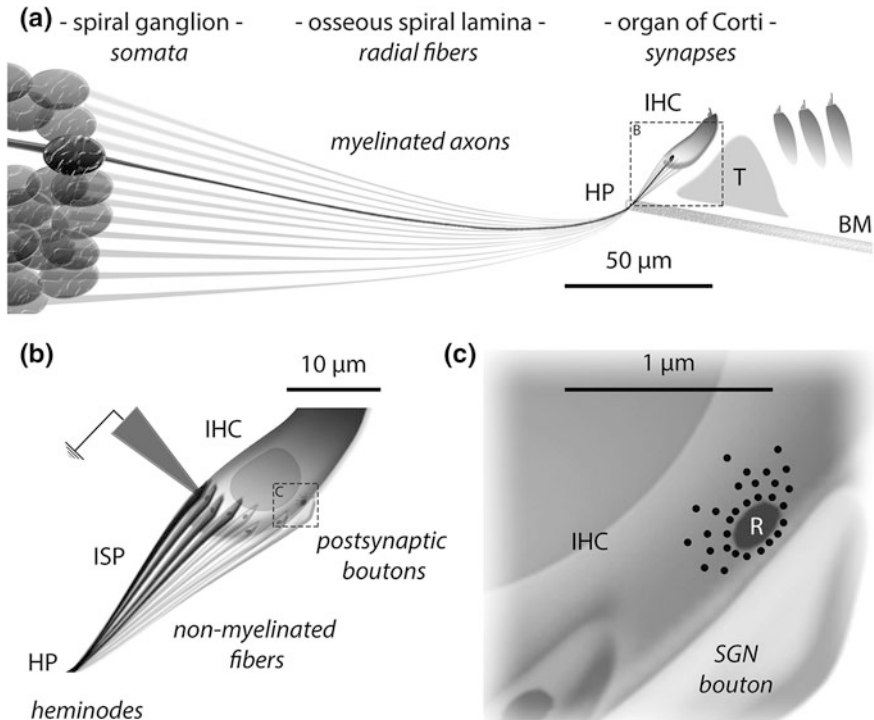 (a)
- spiral ganglion -
somata
- osseous spiral lamina -
radial fibers
- organ of Corti -
synapses
myelinated axons
IHC
B
HP
T
BM
50 µm
(b)
10 µm
IHC
C
ISP
postsynaptic
boutons
non-myelinated
fibers
HP
heminodes
(c)
1 µm
R
IHC
SGN
bouton